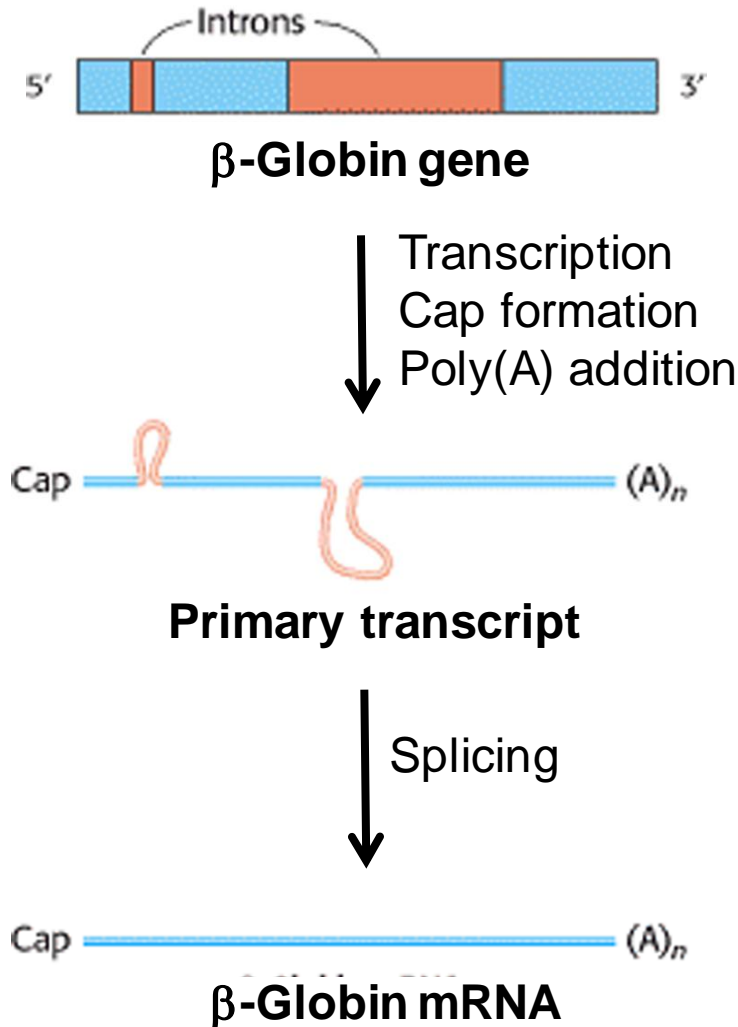 Introns
5′ 3′
β-Globin gene
Transcription
Cap formation
Poly(A) addition
Cap (A)n
Primary transcript
Splicing
Cap (A)n
β-Globin mRNA